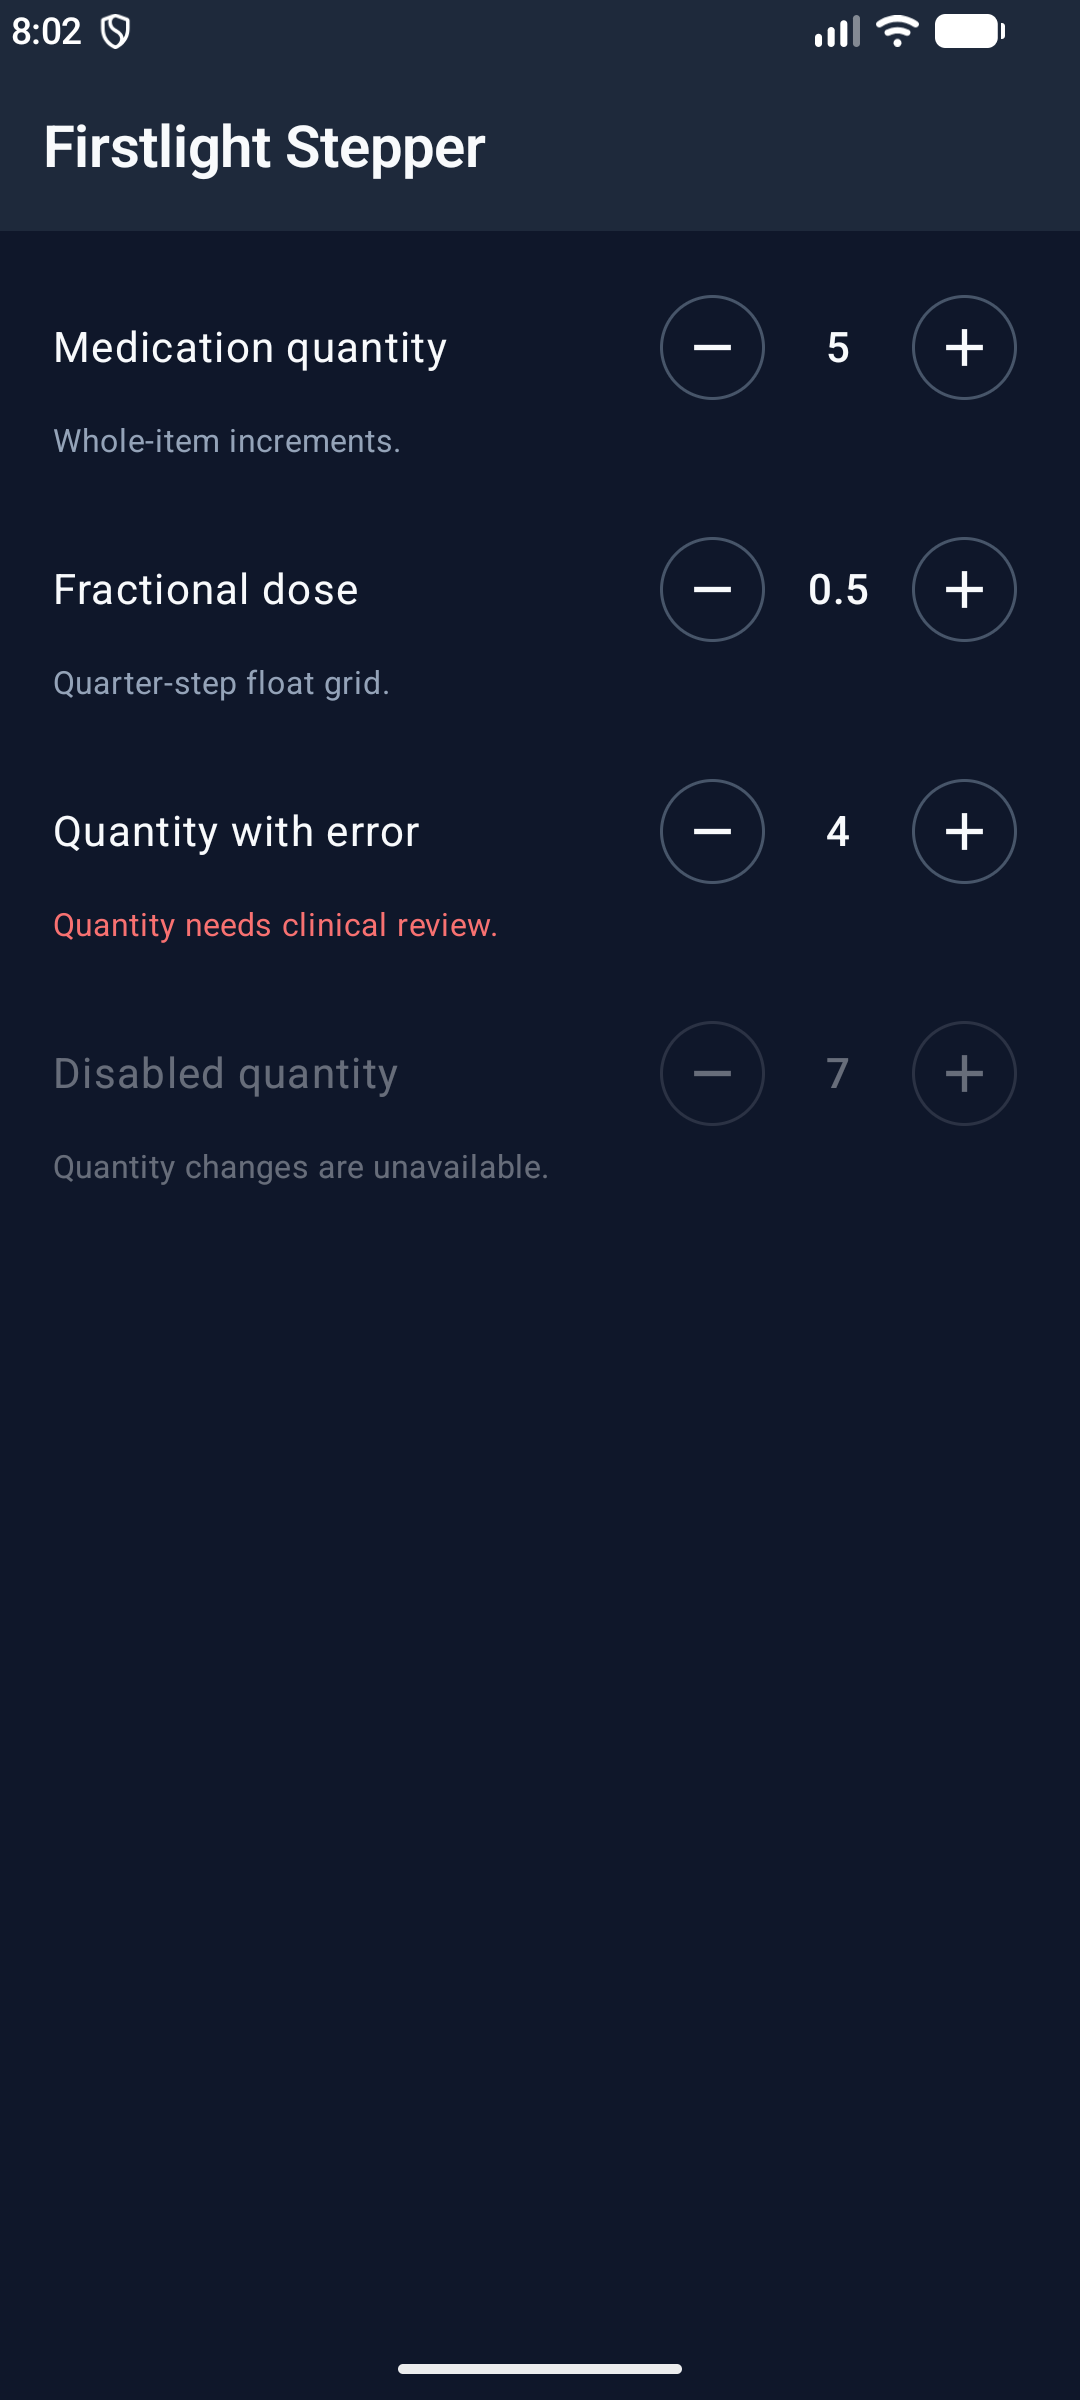 8:02
Firstlight Stepper
Medication quantity
5
Whole-item increments.
Fractional dose
0.5
Quarter-step float grid.
Quantity with error
4
Quantity needs clinical review.
Disabled quantity
7
Quantity changes are unavailable.